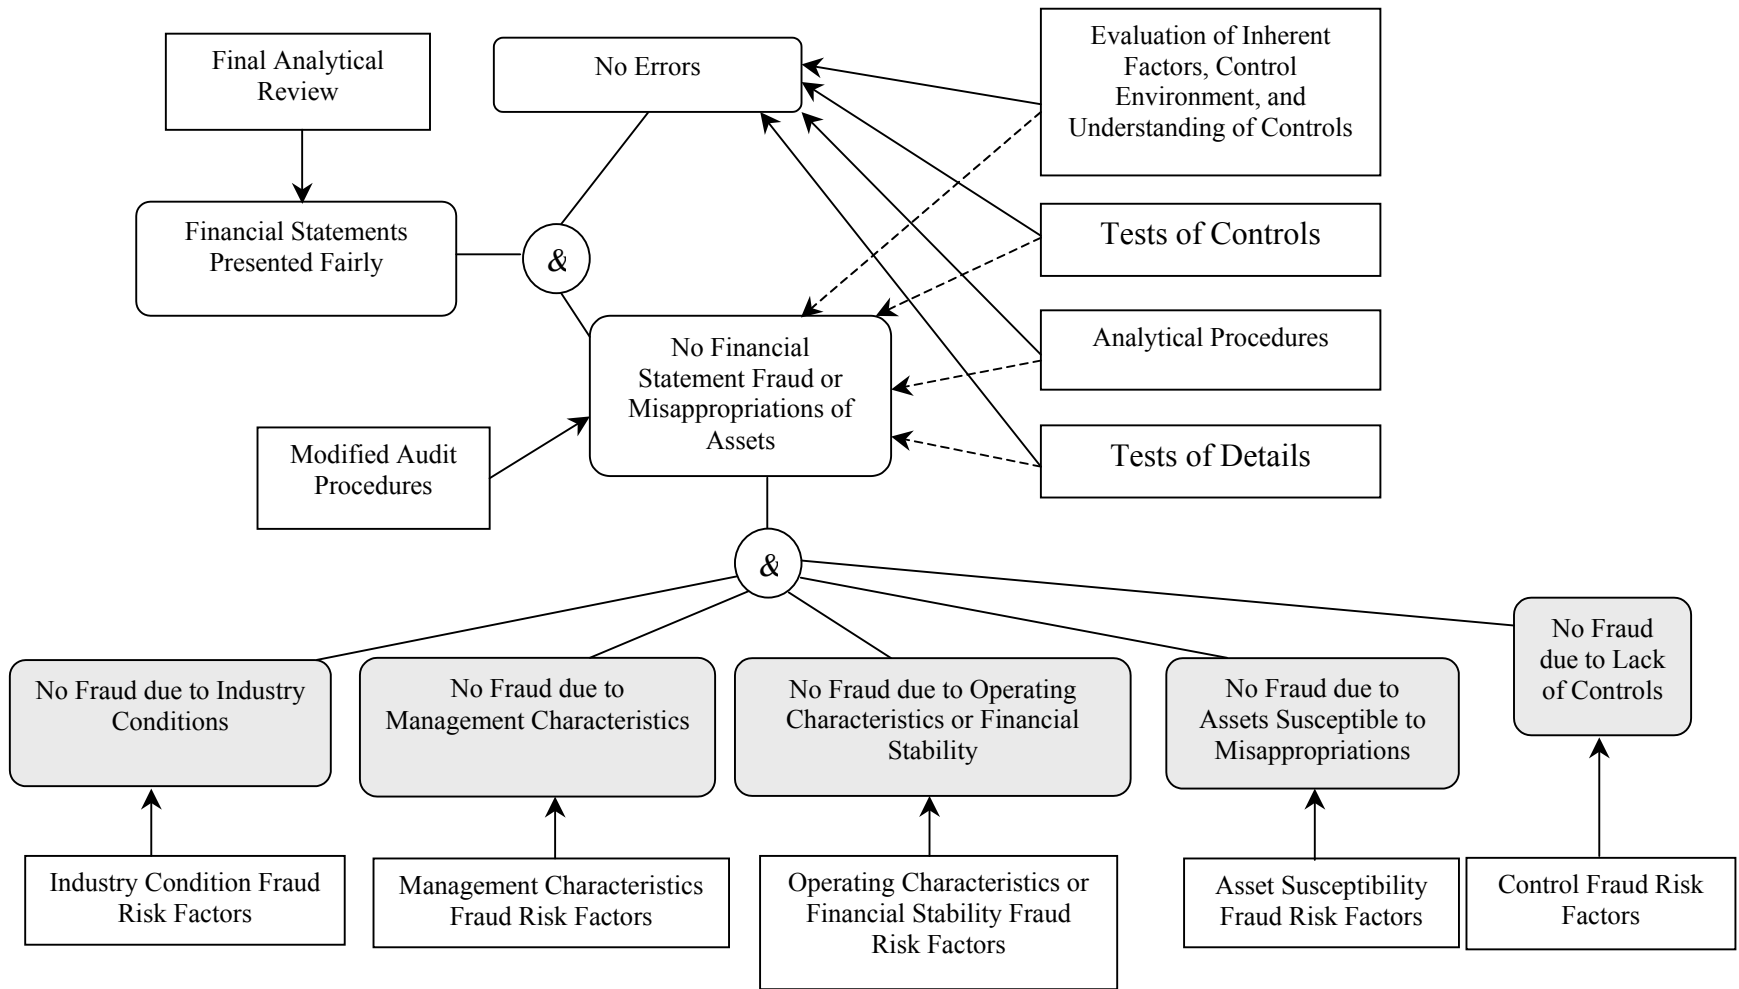 Final Analytical
Review
No Errors
Evaluation of Inherent
Factors, Control
Environment, and
Understanding of Controls
Financial Statements
Presented Fairly
&
Tests of Controls
No Financial
Statement Fraud or
Misappropriations of
Assets
Analytical Procedures
Modified Audit
Procedures
Tests of Details
&
No Fraud due to Industry
Conditions
No Fraud due to
Management Characteristics
No Fraud due to Operating
Characteristics or Financial
Stability
No Fraud due to
Assets Susceptible to
Misappropriations
No Fraud
due to Lack
of Controls
Industry Condition Fraud
Risk Factors
Management Characteristics
Fraud Risk Factors
Operating Characteristics or
Financial Stability Fraud
Risk Factors
Asset Susceptibility
Fraud Risk Factors
Control Fraud Risk
Factors